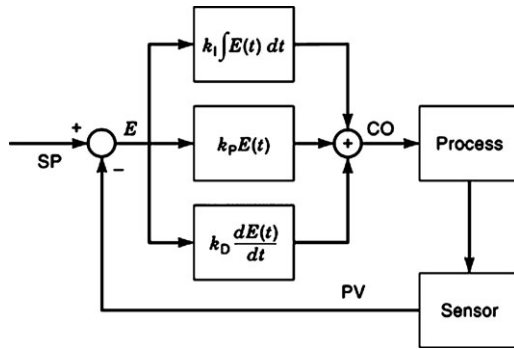 k_I ∫E(t) dt
+
E
SP
−
k_P E(t)
+
CO
Process
k_D dE(t)/dt
PV
Sensor